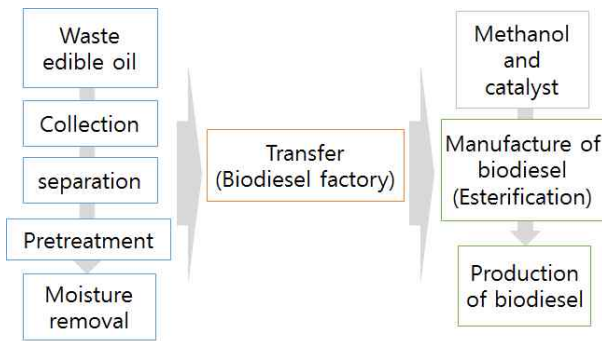 Waste
edible oil
Collection
separation
Pretreatment
Moisture
removal
Transfer
(Biodiesel factory)
Methanol
and
catalyst
Manufacture of
biodiesel
(Esterification)
Production
of biodiesel